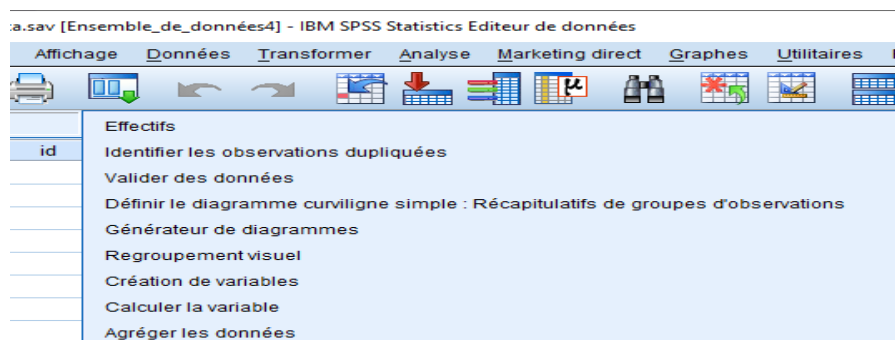 ta.sav [Ensemble_de_données4] - IBM SPSS Statistics Editeur de données
Affichage Données Transformer Analyse Marketing direct Graphes Utilitaires
μ
Effectifs
id
Identifier les observations dupliquées
Valider des données
Définir le diagramme curviligne simple : Récapitulatifs de groupes d'observations
Générateur de diagrammes
Regroupement visuel
Création de variables
Calculer la variable
Agréger les données